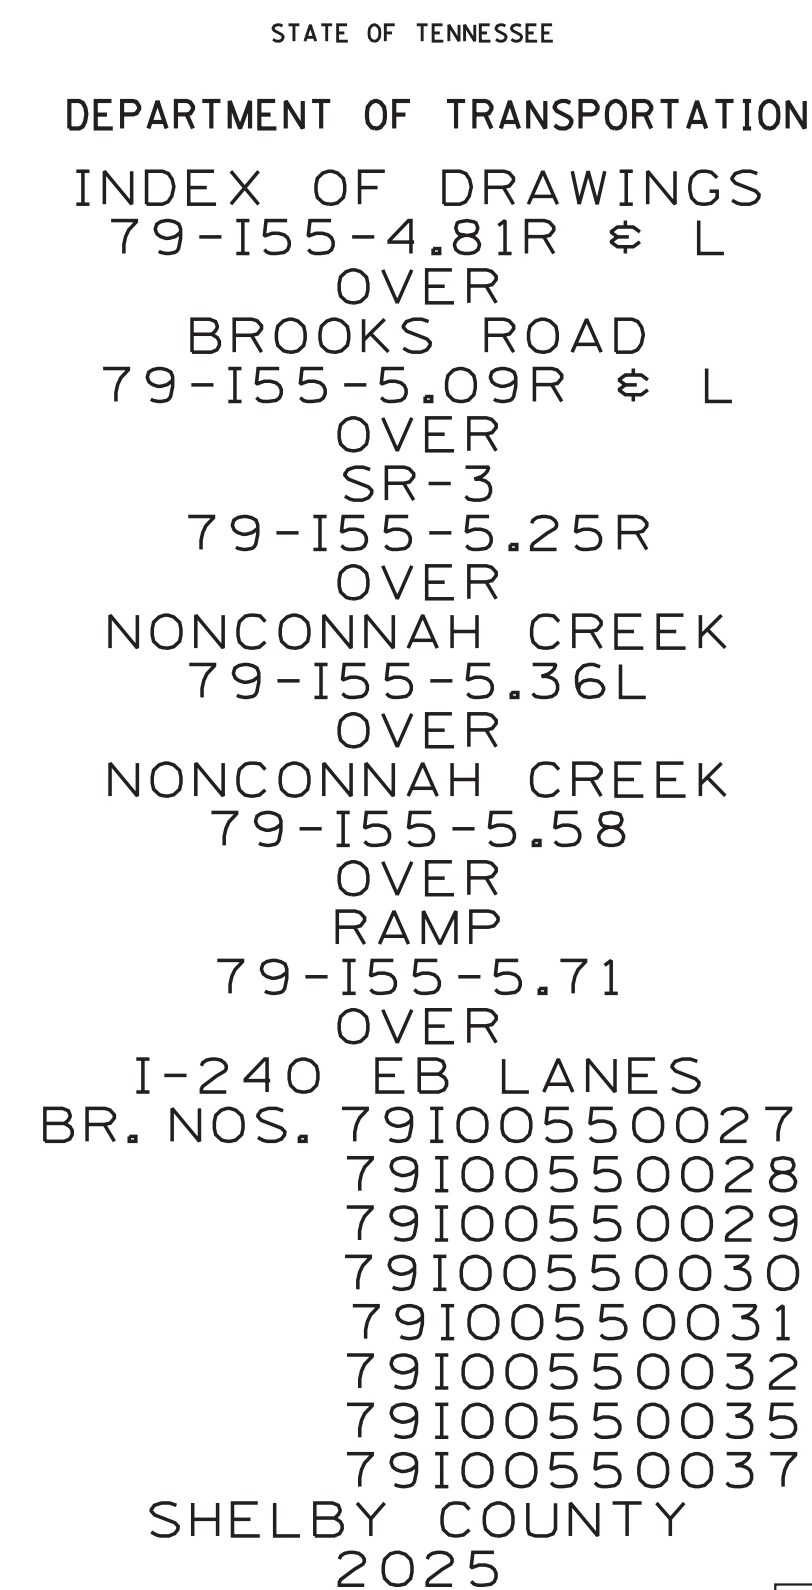 STATE OF TENNESSEE
DEPARTMENT OF TRANSPORTATION
INDEX OF DRAWINGS
79-I55-4.81R & L
OVER
BROOKS ROAD
79-I55-5.09R & L
OVER
SR-3
79-I55-5.25R
OVER
NONCONNAH CREEK
79-I55-5.36L
OVER
NONCONNAH CREEK
79-I55-5.58
OVER
RAMP
79-I55-5.71
OVER
I-240 EB LANES
BR. NOS. 79I00550027
79I00550028
79I00550029
79I00550030
79I00550031
79I00550032
79I00550035
79I00550037
SHELBY COUNTY
2025